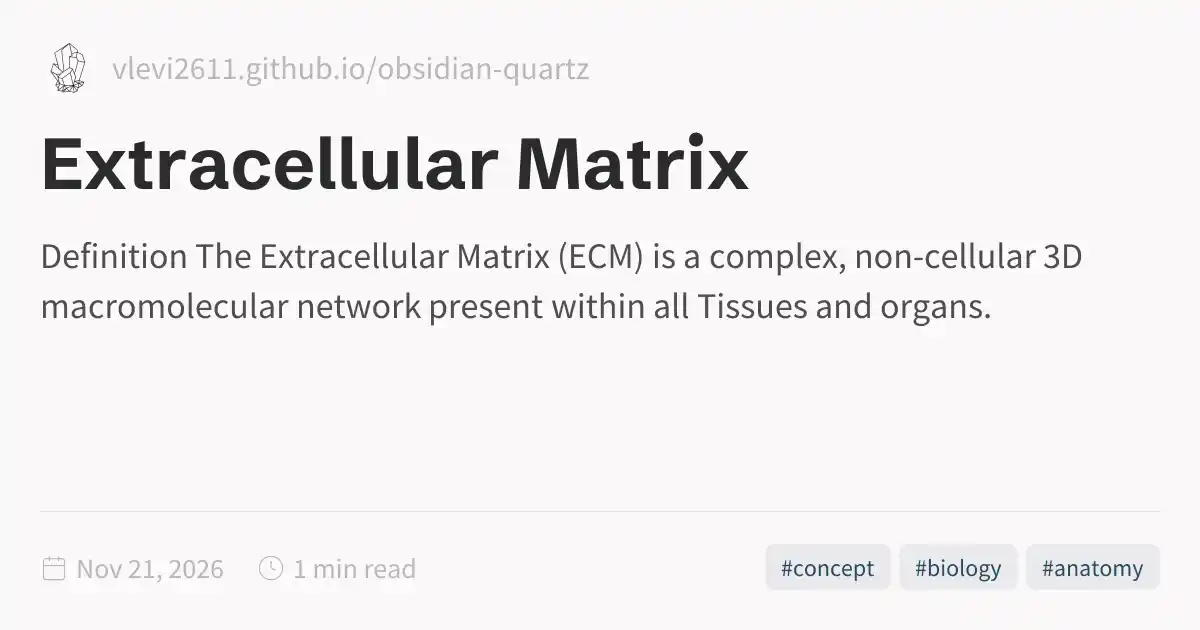 vlevi2611.github.io/obsidian-quartz
Extracellular Matrix
Definition The Extracellular Matrix (ECM) is a complex, non-cellular 3D
macromolecular network present within all Tissues and organs.
Nov 21, 2026 1 min read #concept #biology #anatomy